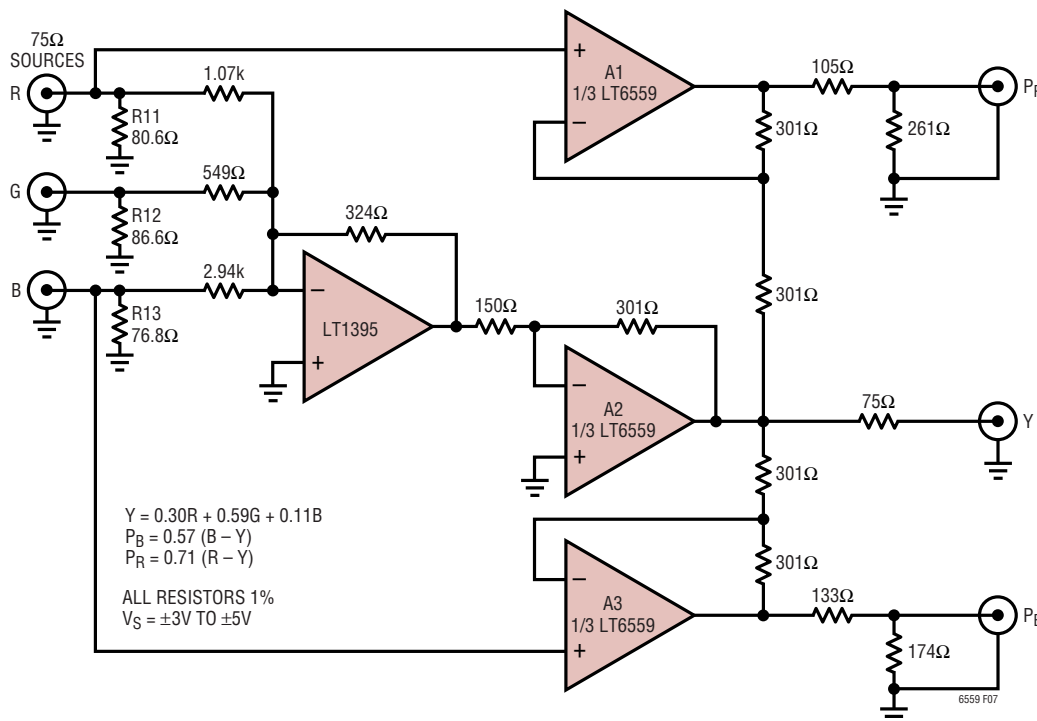 75Ω
SOURCES
R
R11
80.6Ω
1.07k
G
R12
86.6Ω
549Ω
B
R13
76.8Ω
2.94k
324Ω
−
LT1395
+
150Ω
301Ω
+
A1
1/3 LT6559
−
105Ω
301Ω
261Ω
301Ω
−
A2
1/3 LT6559
+
75Ω
Y
301Ω
301Ω
−
A3
1/3 LT6559
+
133Ω
174Ω
Y = 0.30R + 0.59G + 0.11B
PB = 0.57 (B – Y)
PR = 0.71 (R – Y)
ALL RESISTORS 1%
VS = ±3V TO ±5V
6559 F07